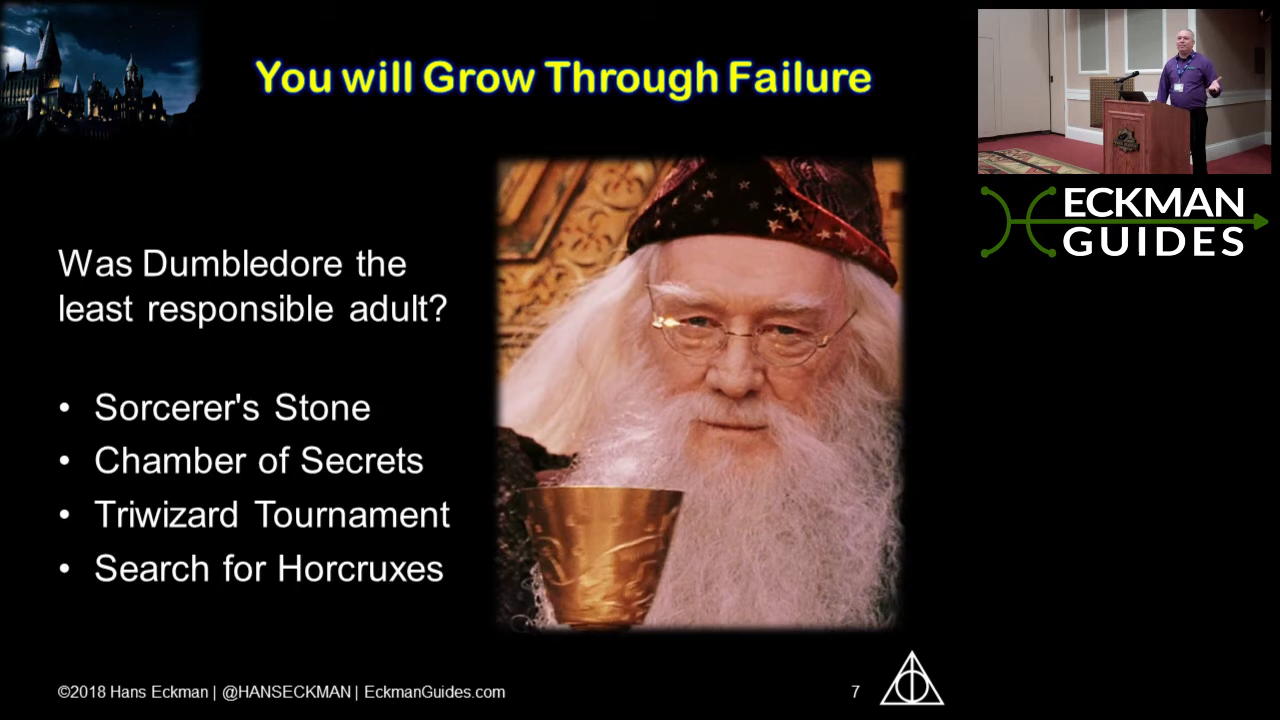 You will Grow Through Failure
ECKMAN
GUIDES
Was Dumbledore the
least responsible adult?
• Sorcerer's Stone
• Chamber of Secrets
• Triwizard Tournament
• Search for Horcruxes
©2018 Hans Eckman | @HANSECKMAN | EckmanGuides.com
7